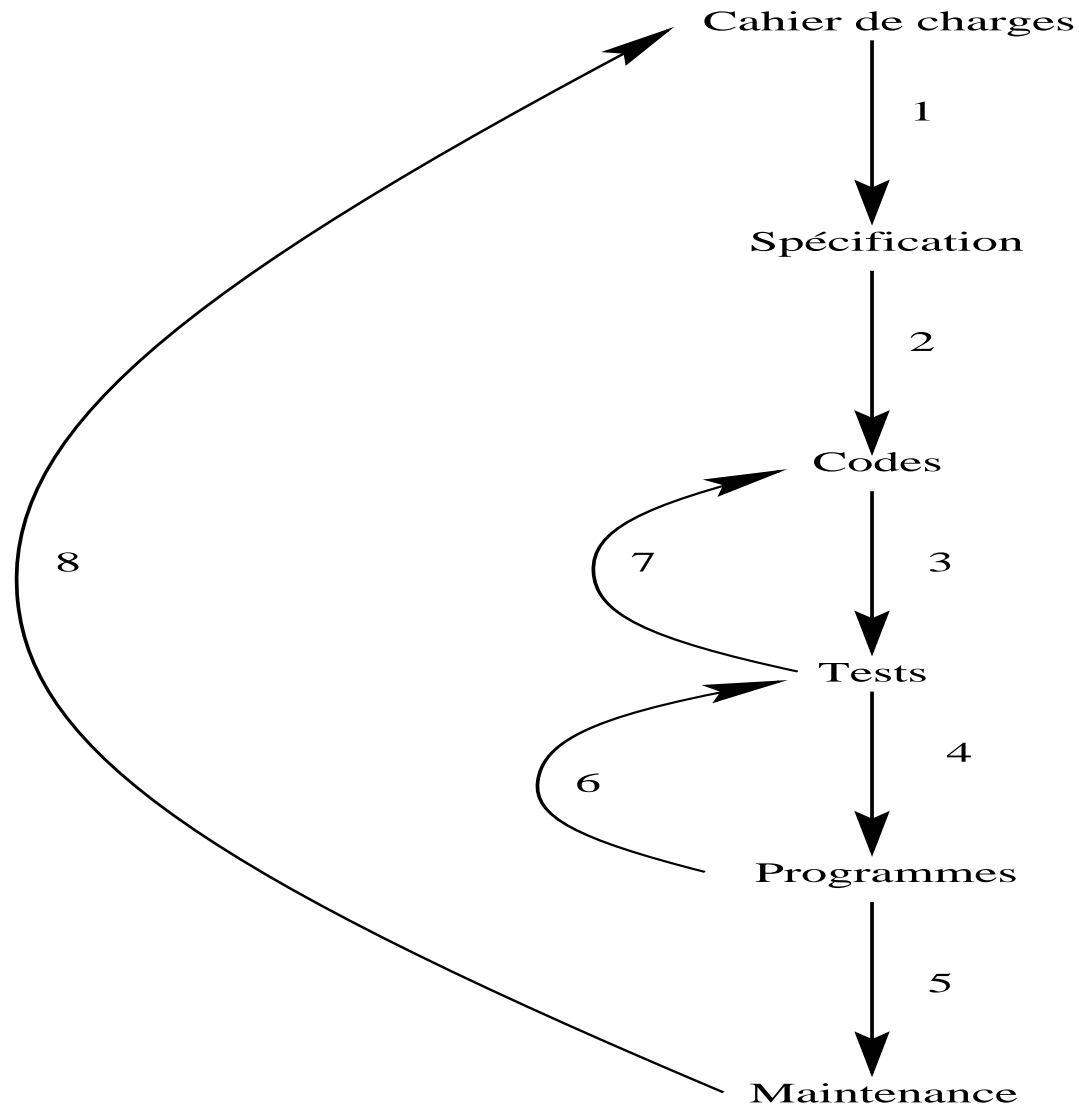 Cahier de charges
1
Spécification
2
Codes
8
7
3
Tests
4
6
Programmes
5
Maintenance